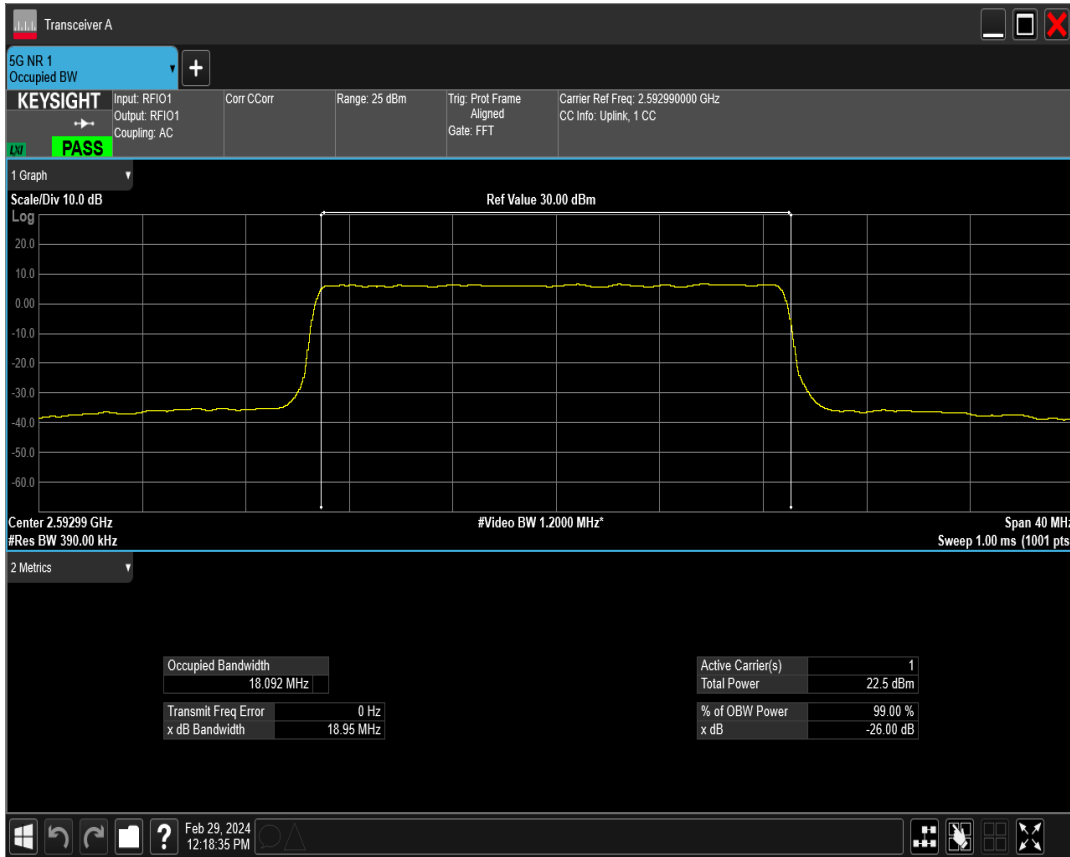 Transceiver A
5G NR 1
Occupied BW
+
KEYSIGHT
LXI
PASS
Input: RFIO1
Output: RFIO1
Coupling: AC
Corr CCorr
Range: 25 dBm
Trig: Prot Frame
Aligned
Gate: FFT
Carrier Ref Freq: 2.592990000 GHz
CC Info: Uplink, 1 CC
1 Graph
Scale/Div 10.0 dB
Ref Value 30.00 dBm
Log
20.0
10.0
0.00
-10.0
-20.0
-30.0
-40.0
-50.0
-60.0
Center 2.59299 GHz
#Video BW 1.2000 MHz*
Span 40 MHz
#Res BW 390.00 kHz
Sweep 1.00 ms (1001 pts
2 Metrics
Occupied Bandwidth
18.092 MHz
Transmit Freq Error 0 Hz
x dB Bandwidth 18.95 MHz
Active Carrier(s) 1
Total Power 22.5 dBm
% of OBW Power 99.00 %
x dB -26.00 dB
?
Feb 29, 2024
12:18:35 PM